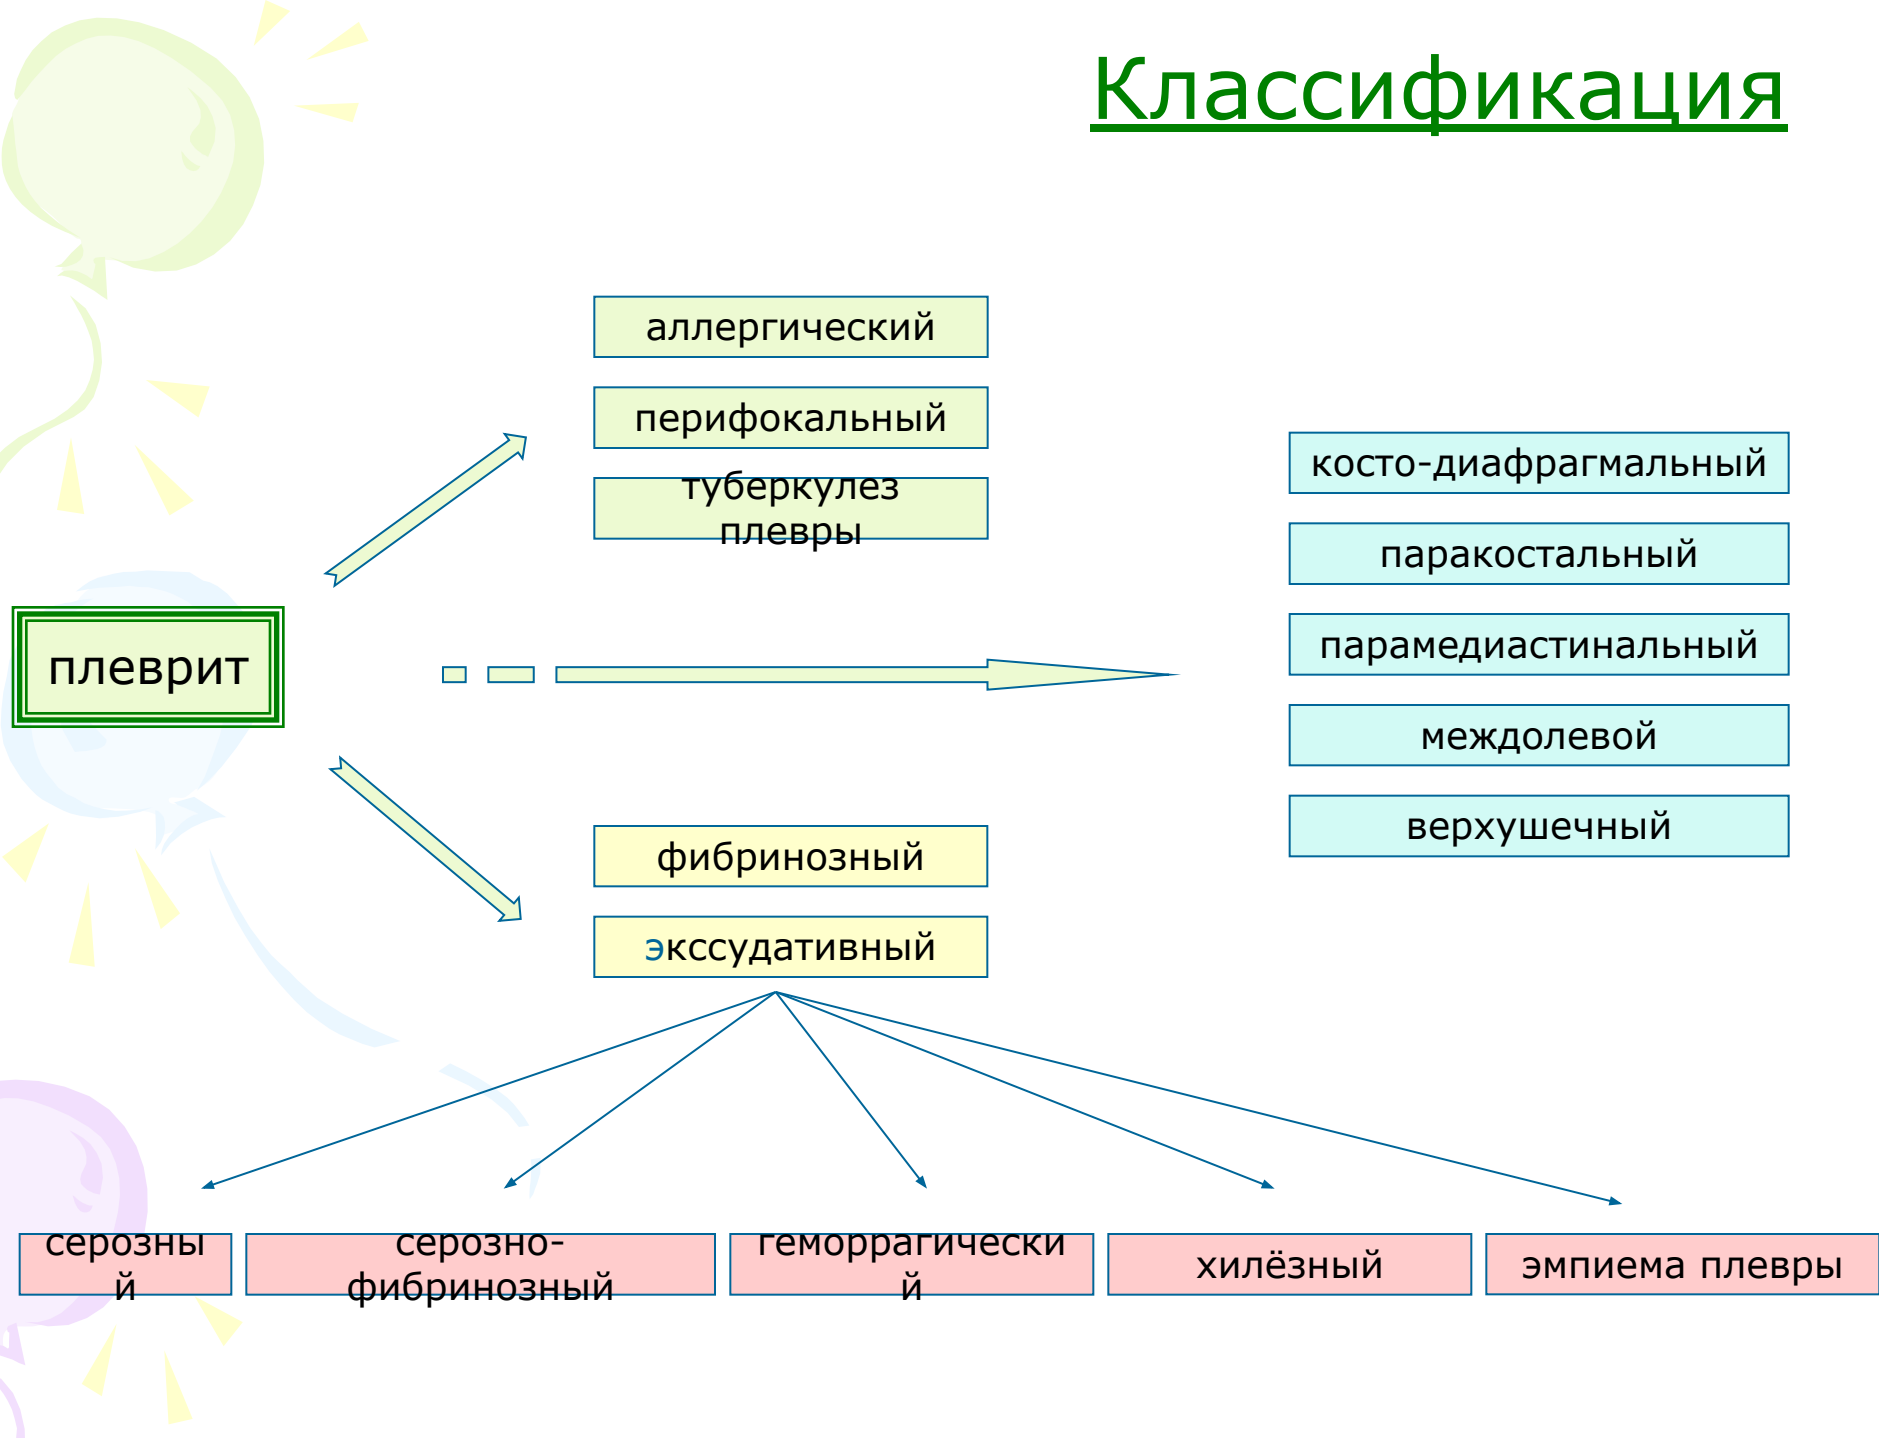 Классификация
аллергический
перифокальный
туберкулез
плевры
плеврит
косто-диафрагмальный
паракостальный
парамедиастинальный
междолевой
верхушечный
фибринозный
экссудативный
серозны
й
серозно-
фибринозный
геморрагически
й
хилёзный
эмпиема плевры